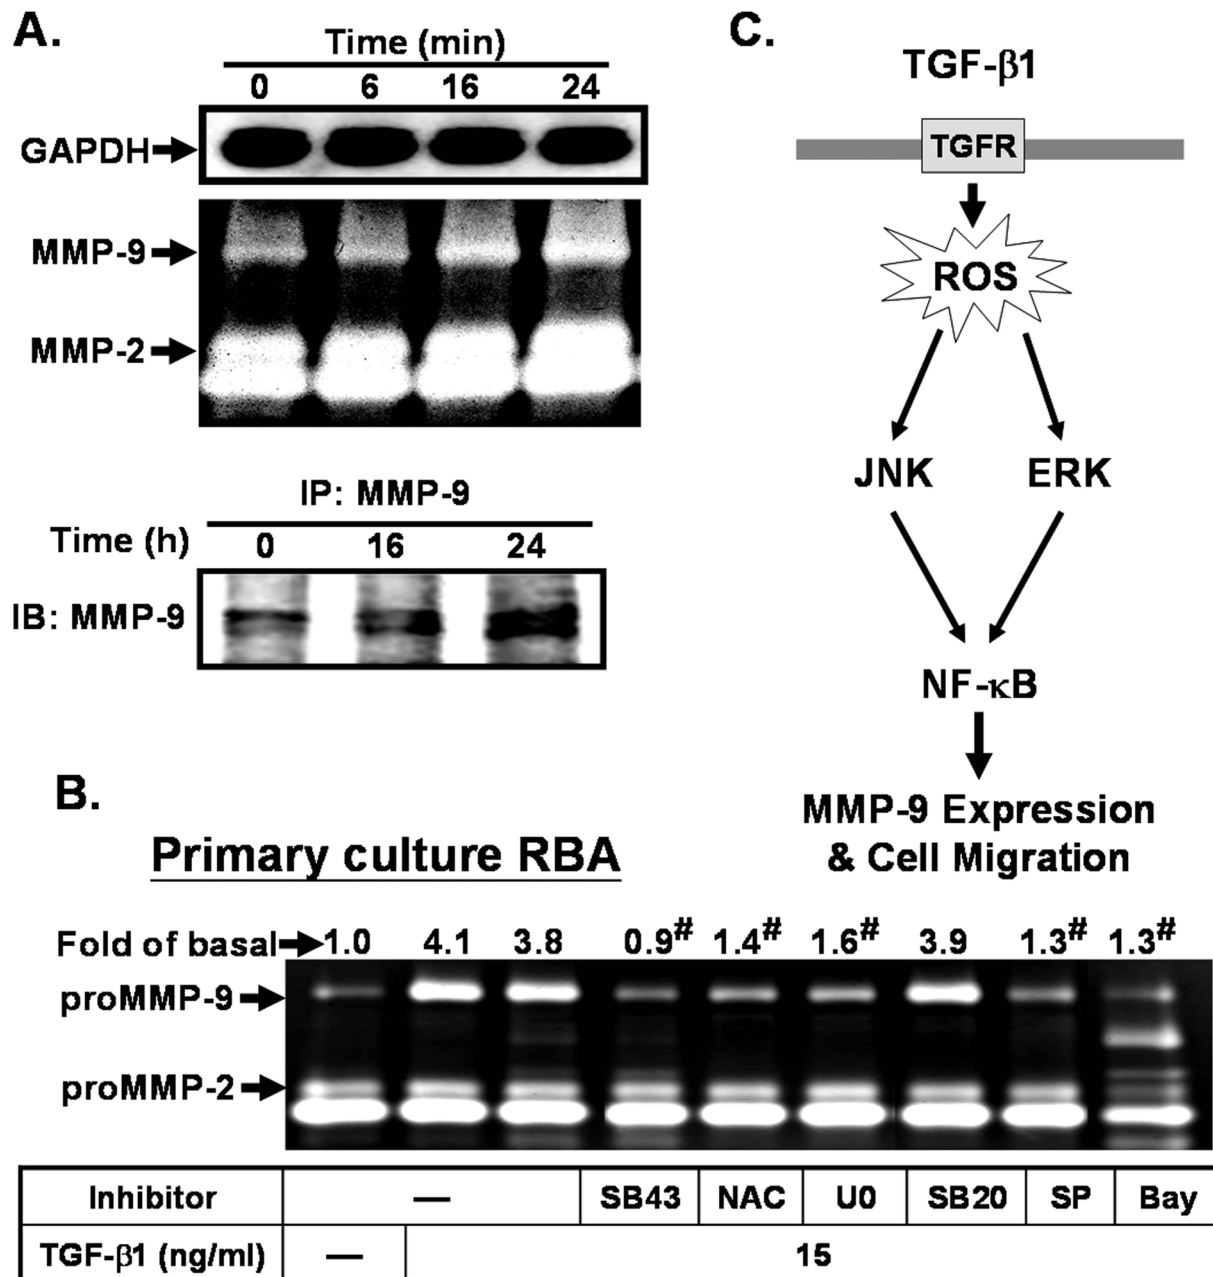 A.
Time (min)
0 6 16 24
GAPDH
MMP-9
MMP-2
IP: MMP-9
Time (h) 0 16 24
IB: MMP-9
C.
TGF-β1
TGFR
ROS
JNK ERK
NF-κB
MMP-9 Expression
& Cell Migration
B.
Primary culture RBA
Fold of basal 1.0 4.1 3.8 0.9# 1.4# 1.6# 3.9 1.3# 1.3#
proMMP-9
proMMP-2
Inhibitor — SB43 NAC U0 SB20 SP Bay
TGF-β1 (ng/ml) — 15